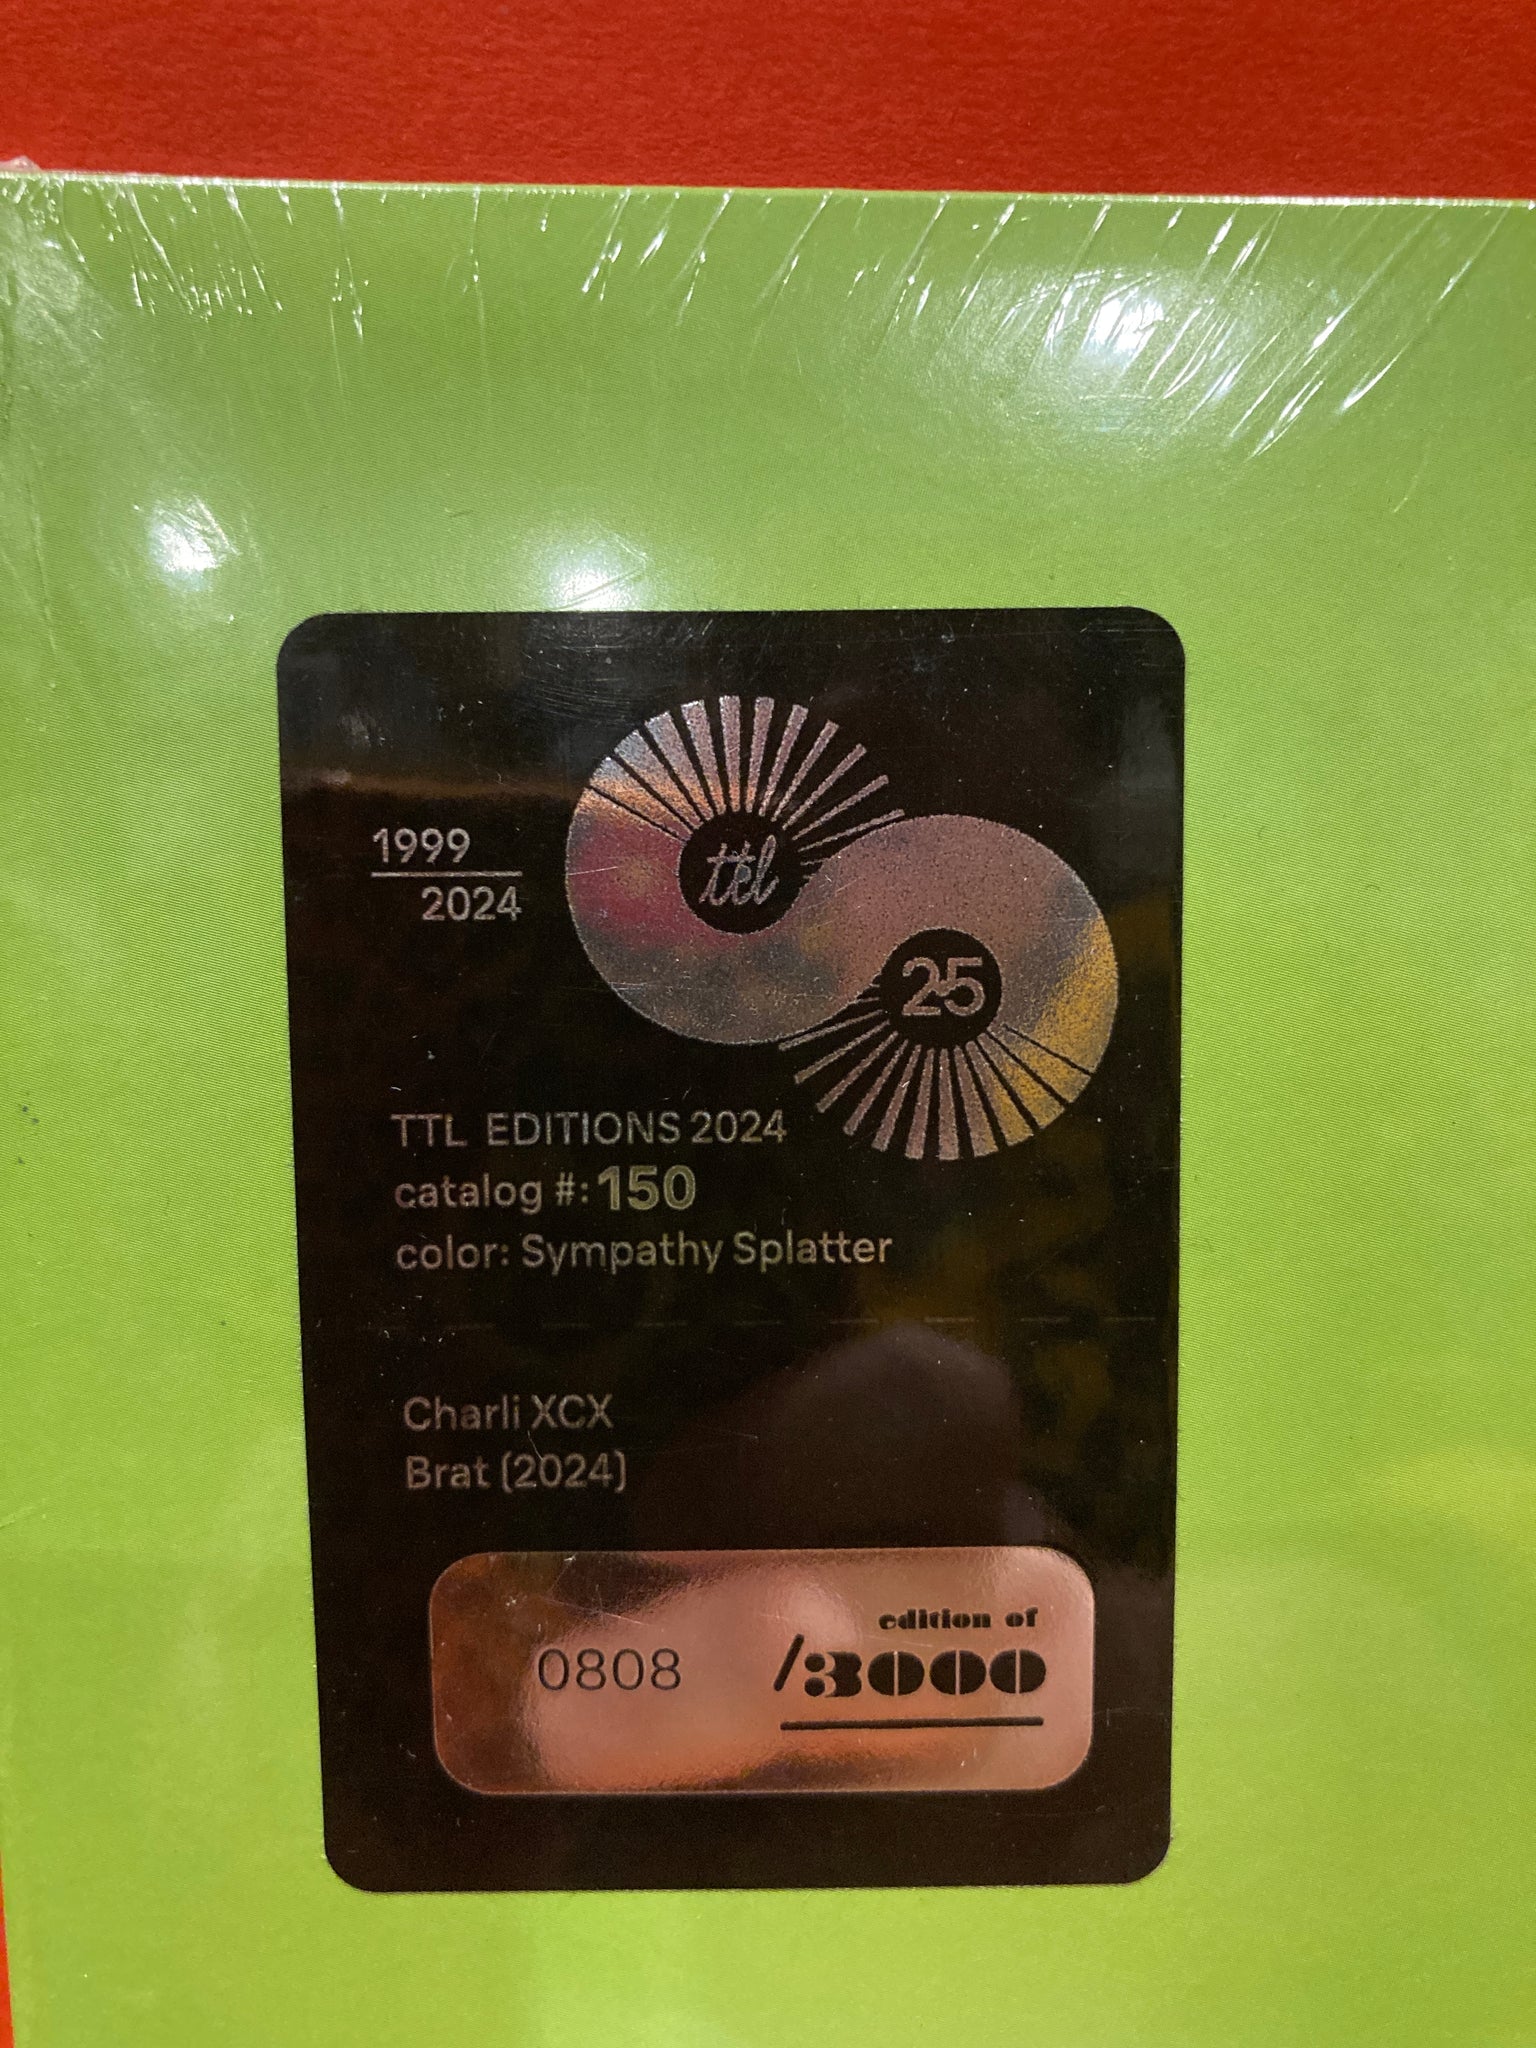 1999
2024
ttl
25
TTL EDITIONS 2024
catalog #: 150
color: Sympathy Splatter
Charli XCX
Brat (2024)
edition of
0808 /3000